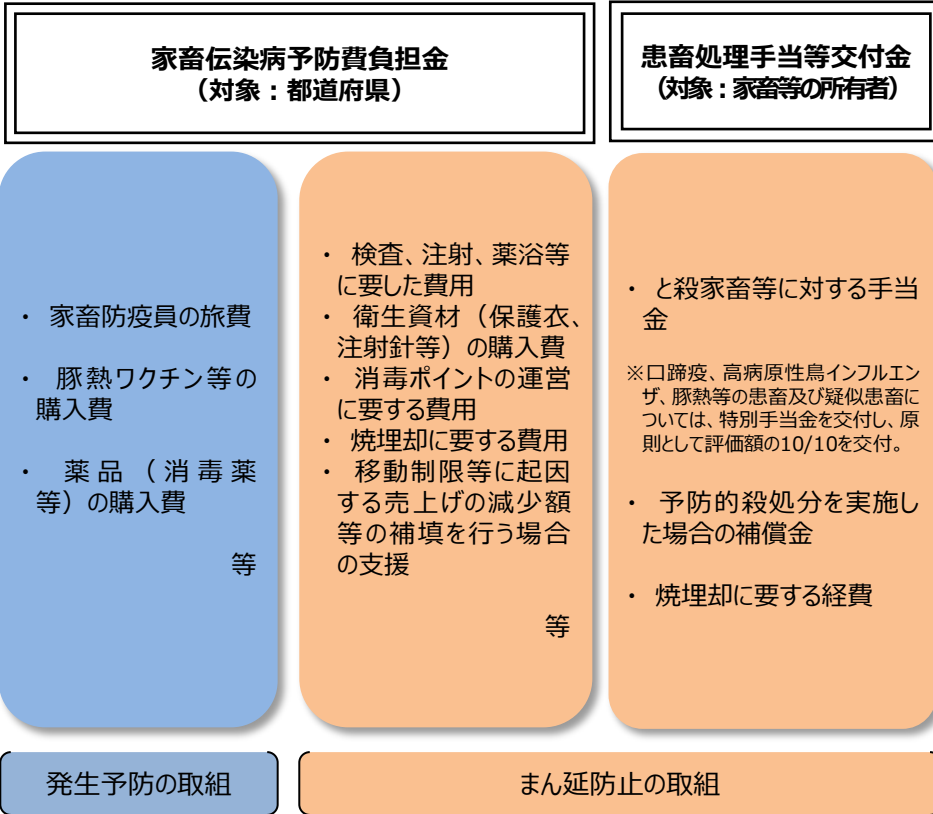 家畜伝染病予防費負担金
（対象：都道府県）
患畜処理手当等交付金
（対象：家畜等の所有者）
・ 家畜防疫員の旅費
・ 豚熱ワクチン等の
購入費
・ 薬品（消毒薬
等）の購入費
等
・ 検査、注射、薬浴等
に要した費用
・ 衛生資材（保護衣、
注射針等）の購入費
・ 消毒ポイントの運営
に要する費用
・ 焼埋却に要する費用
・ 移動制限等に起因
する売上げの減少額
等の補填を行う場合
の支援
等
・ と殺家畜等に対する手当
金
※口蹄疫、高病原性鳥インフルエン
ザ、豚熱等の患畜及び疑似患畜に
ついては、特別手当金を交付し、原
則として評価額の10/10を交付。
・ 予防的殺処分を実施し
た場合の補償金
・ 焼埋却に要する経費
発生予防の取組
まん延防止の取組